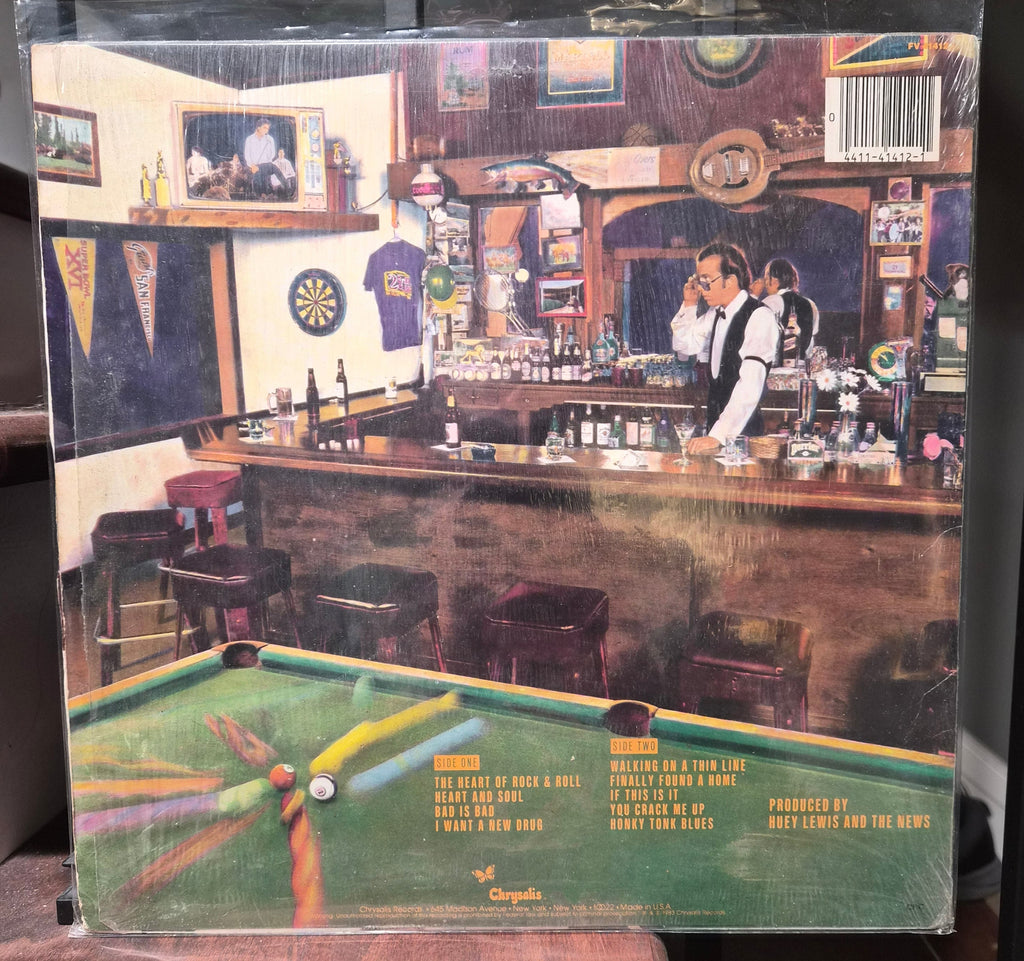 0
4411-41412-1
SUPER BOWL
XVI
SAN FRAN
SIDE ONE
THE HEART OF ROCK & ROLL
HEART AND SOUL
BAD IS BAD
I WANT A NEW DRUG
SIDE TWO
WALKING ON A THIN LINE
FINALLY FOUND A HOME
IF THIS IS IT
YOU CRACK ME UP
HONKY TONK BLUES
PRODUCED BY
HUEY LEWIS AND THE NEWS
Chrysalis
Chrysalis Records • 645 Madison Avenue • New York • New York • 10022 • Made in U.S.A.